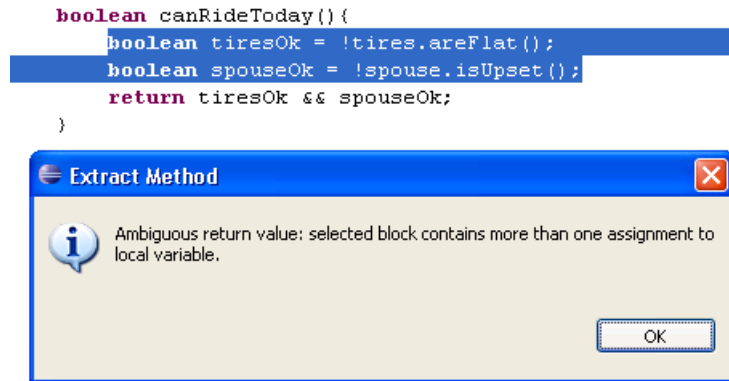 boolean canRideToday(){
boolean tiresOk = !tires.areFlat();
boolean spouseOk = !spouse.isUpset();
return tiresOk && spouseOk;
}
Extract Method
Ambiguous return value: selected block contains more than one assignment to
local variable.
OK